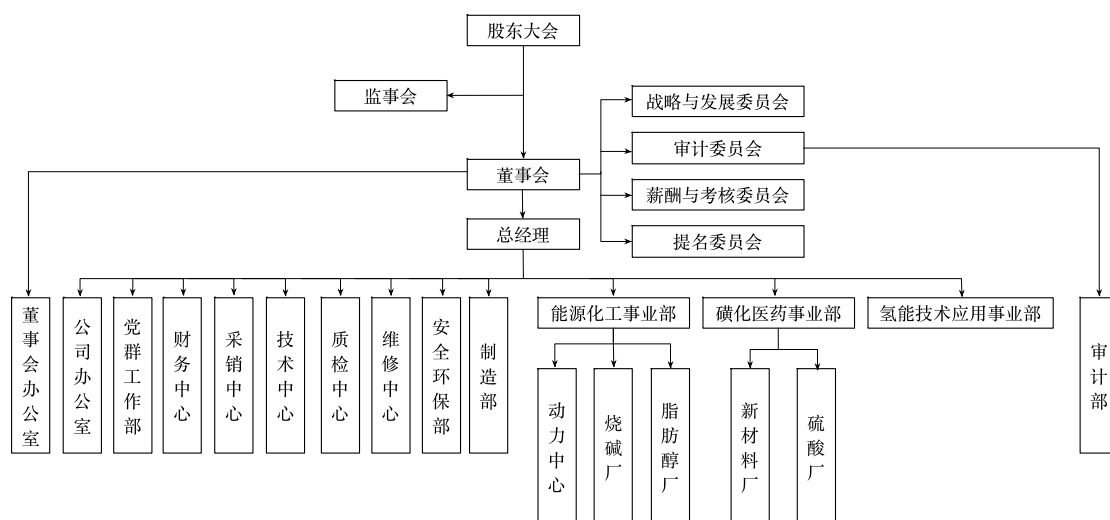 股东大会
监事会
战略与发展委员会
审计委员会
董事会
薪酬与考核委员会
总经理
提名委员会
董事会办公室
公司办公室
党群工作部
财务中心
采销中心
技术中心
质检中心
维修中心
安全环保部
制造部
能源化工事业部
磺化医药事业部
氢能技术应用事业部
审计部
动力中心
烧碱厂
脂肪醇厂
新材料厂
硫酸厂